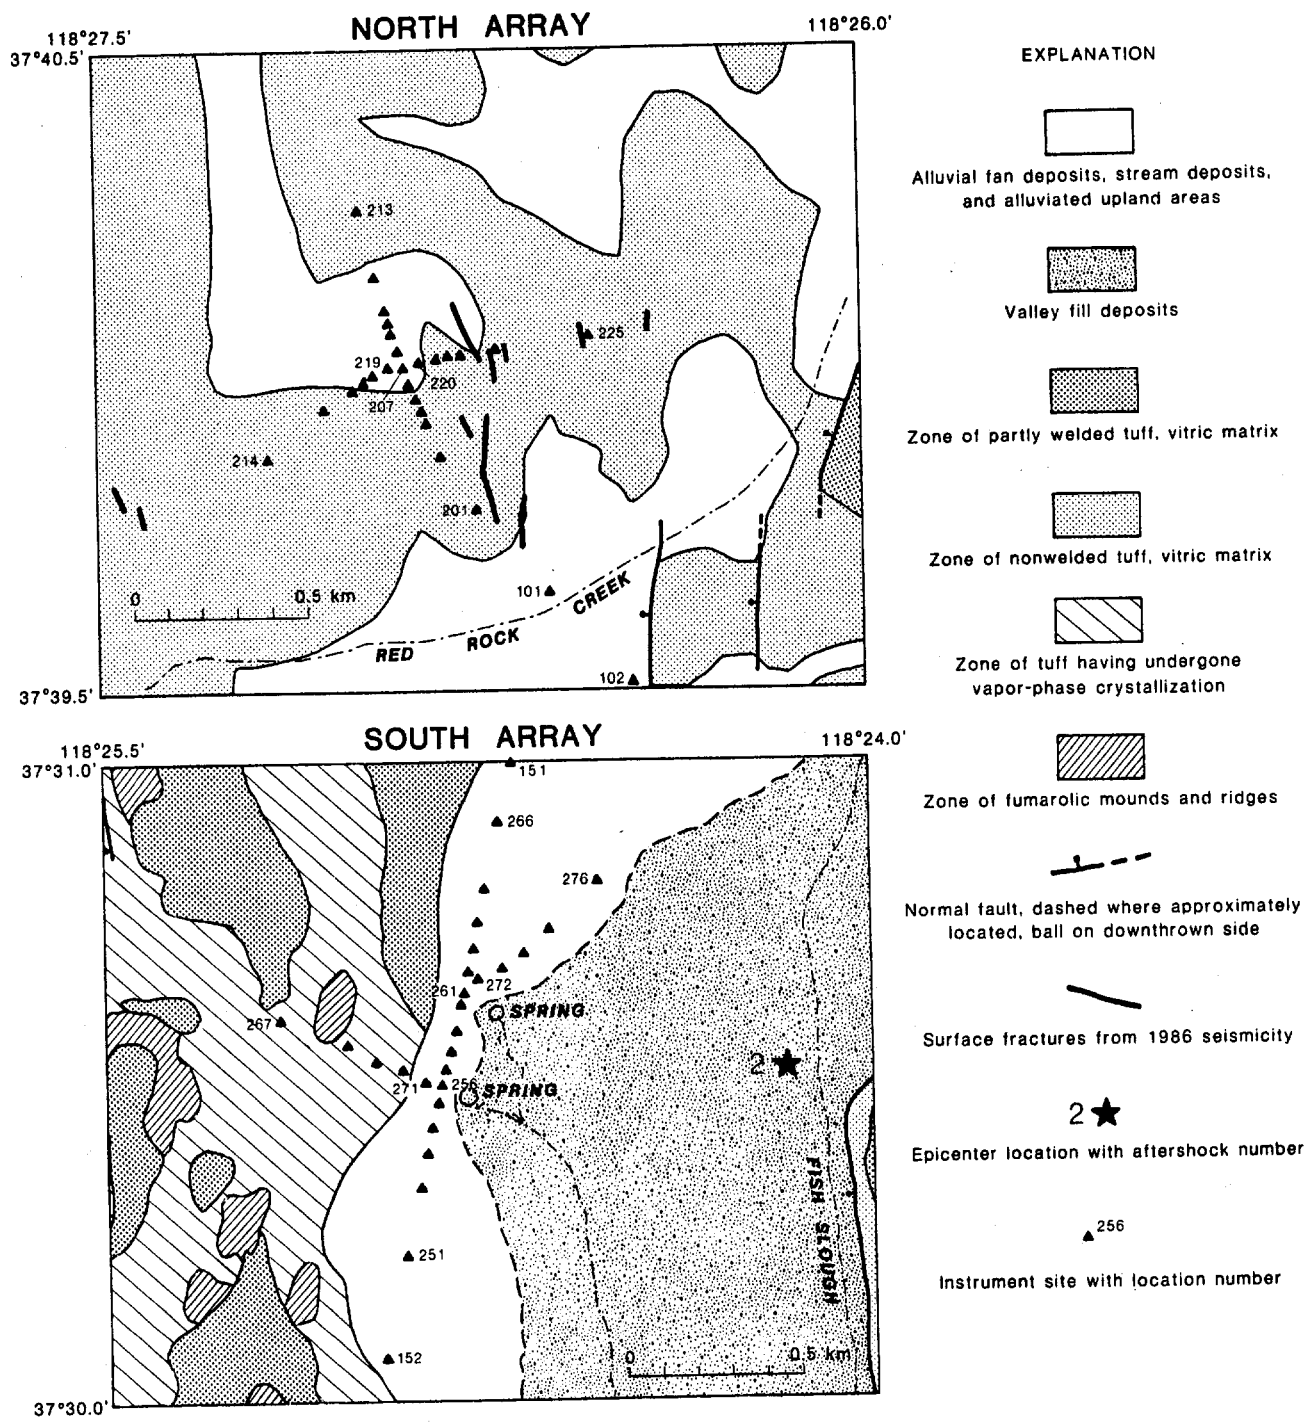 NORTH ARRAY
118°27.5'
118°26.0'
37°40.5'
213
225
219
220
207
214
201
0
0.5 km
101
CREEK
ROCK
RED
102
37°39.5'
SOUTH ARRAY
118°25.5'
118°24.0'
37°31.0'
151
266
276
272
261
SPRING
267
2
271
256
SPRING
FISH SLOUGH
251
152
0
0.5 km
37°30.0'
EXPLANATION
Alluvial fan deposits, stream deposits,
and alluviated upland areas
Valley fill deposits
Zone of partly welded tuff, vitric matrix
Zone of nonwelded tuff, vitric matrix
Zone of tuff having undergone
vapor-phase crystallization
Zone of fumarolic mounds and ridges
Normal fault, dashed where approximately
located, ball on downthrown side
Surface fractures from 1986 seismicity
2
Epicenter location with aftershock number
256
Instrument site with location number